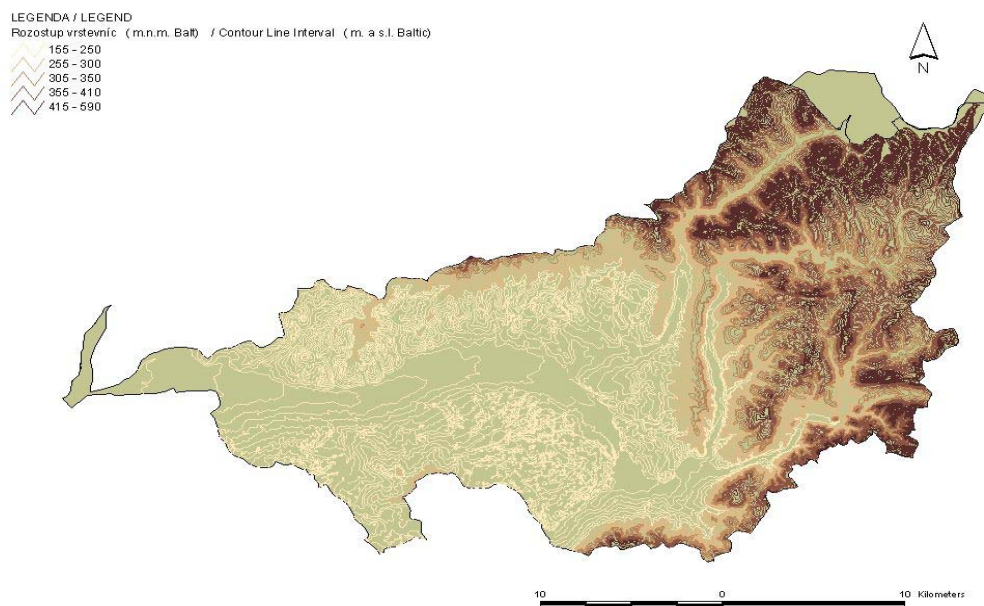 LEGENDA / LEGEND
Rozostup vrstevníc ( m.n.m. Balt) / Contour Line Interval ( m. a s.l. Baltic)
155 - 250
255 - 300
305 - 350
355 - 410
415 - 590
N
10 0 10 Kilometers